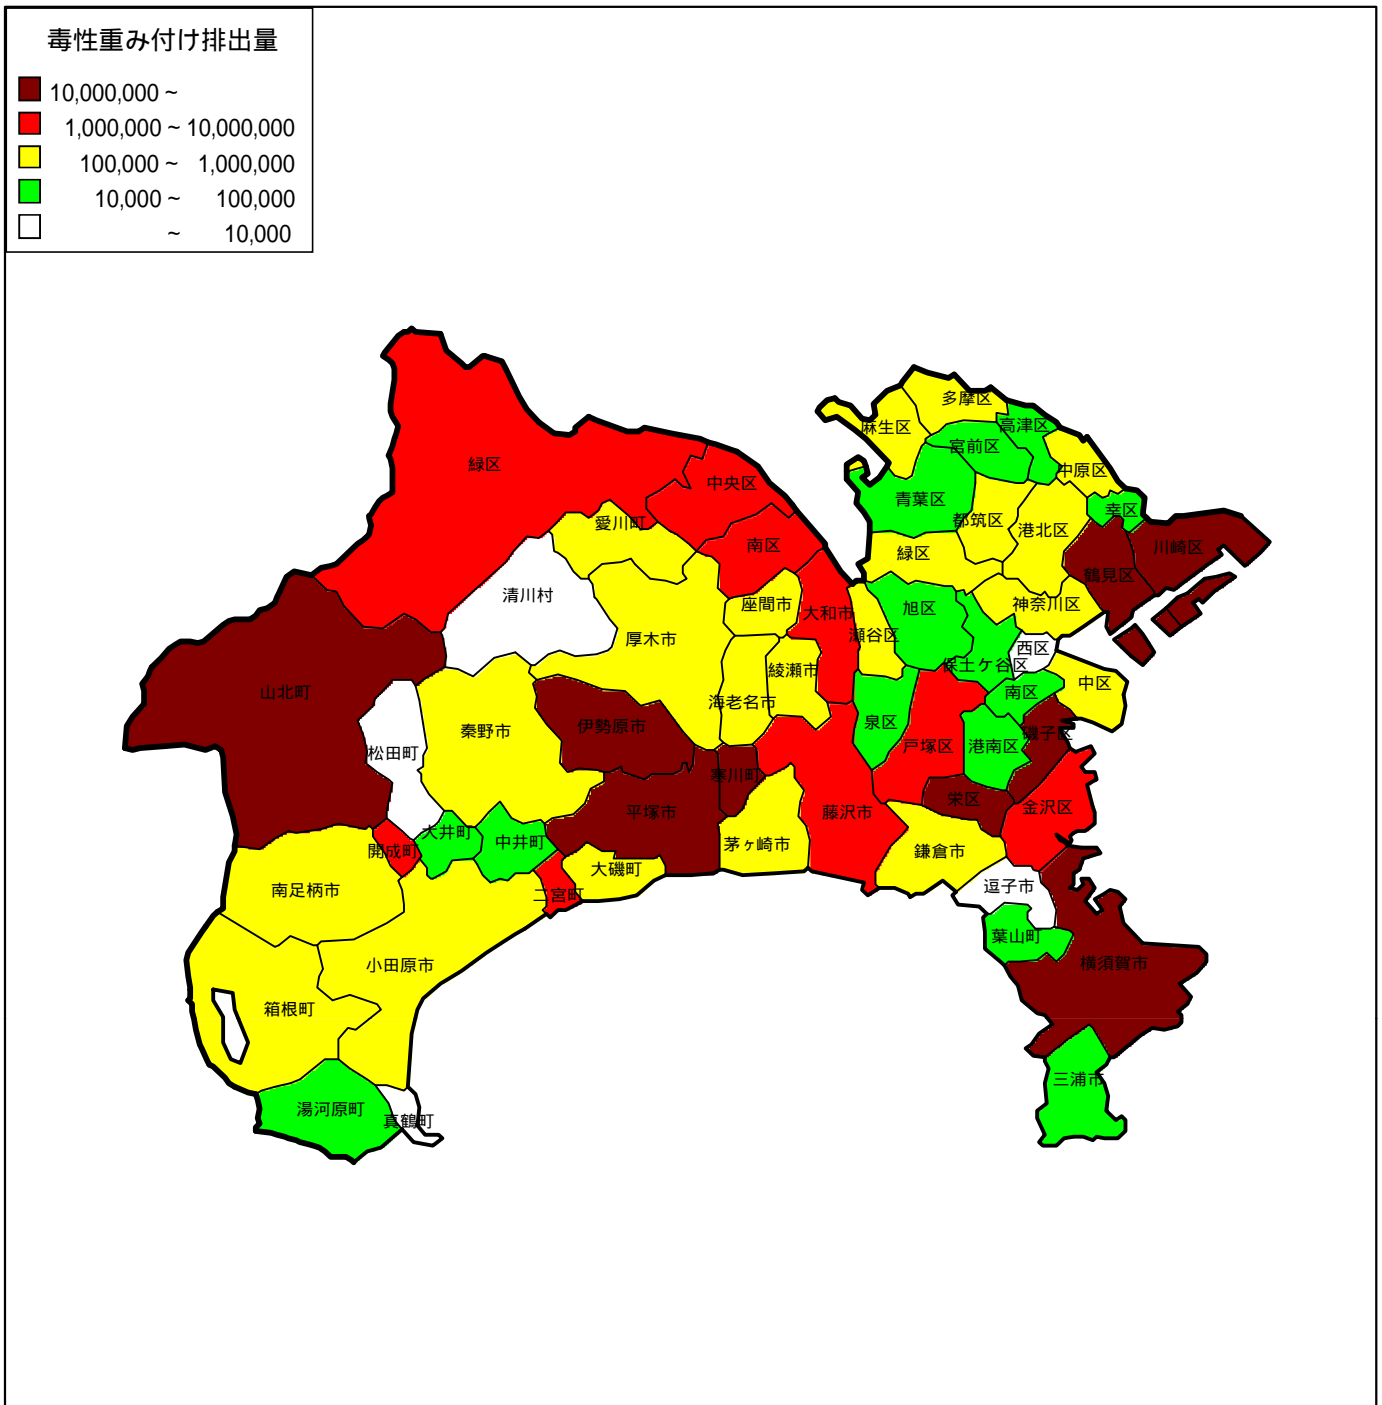 毒性重み付け排出量
10,000,000 ~
1,000,000 ~ 10,000,000
100,000 ~ 1,000,000
10,000 ~ 100,000
~ 10,000
多摩区
麻生区
高津区
宮前区
中原区
緑区
中央区
青葉区
幸区
都筑区
港北区
愛川町
南区
川崎区
緑区
鶴見区
清川村
座間市
大和市
旭区
神奈川区
厚木市
瀬谷区
西区
保土ケ谷区
綾瀬市
山北町
海老名市
南区
中区
伊勢原市
泉区
秦野市
磯子区
戸塚区
港南区
松田町
寒川町
栄区
平塚市
藤沢市
金沢区
大井町
中井町
茅ヶ崎市
開成町
鎌倉市
大磯町
南足柄市
逗子市
二宮町
葉山町
小田原市
横須賀市
箱根町
三浦市
湯河原町
真鶴町